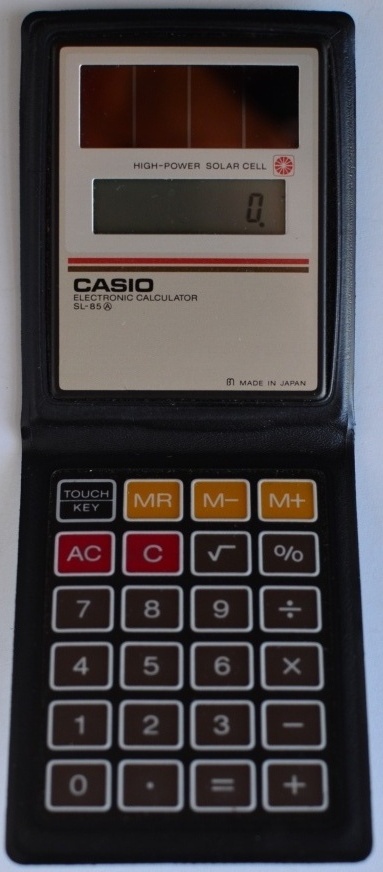 HIGH-POWER SOLAR CELL
0.
CASIO
ELECTRONIC CALCULATOR
SL-85Ⓐ
MADE IN JAPAN
TOUCH KEY MR M− M+
AC C √ %
7 8 9 ÷
4 5 6 ×
1 2 3 −
0 · = +